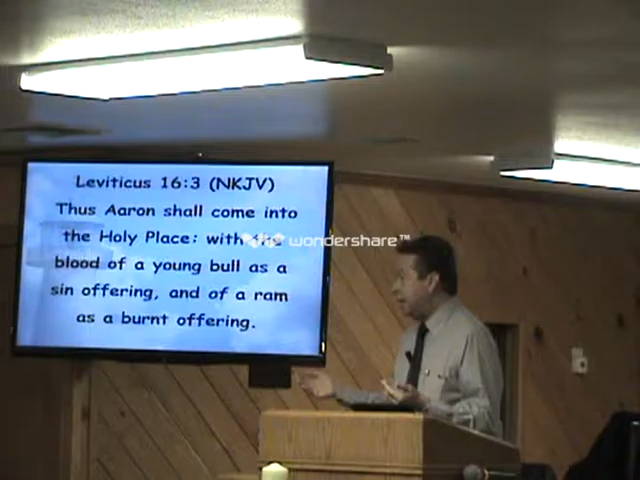 Leviticus 16:3 (NKJV)
Thus Aaron shall come into
the Holy Place: with the
blood of a young bull as a
sin offering, and of a ram
as a burnt offering.
wondershare™